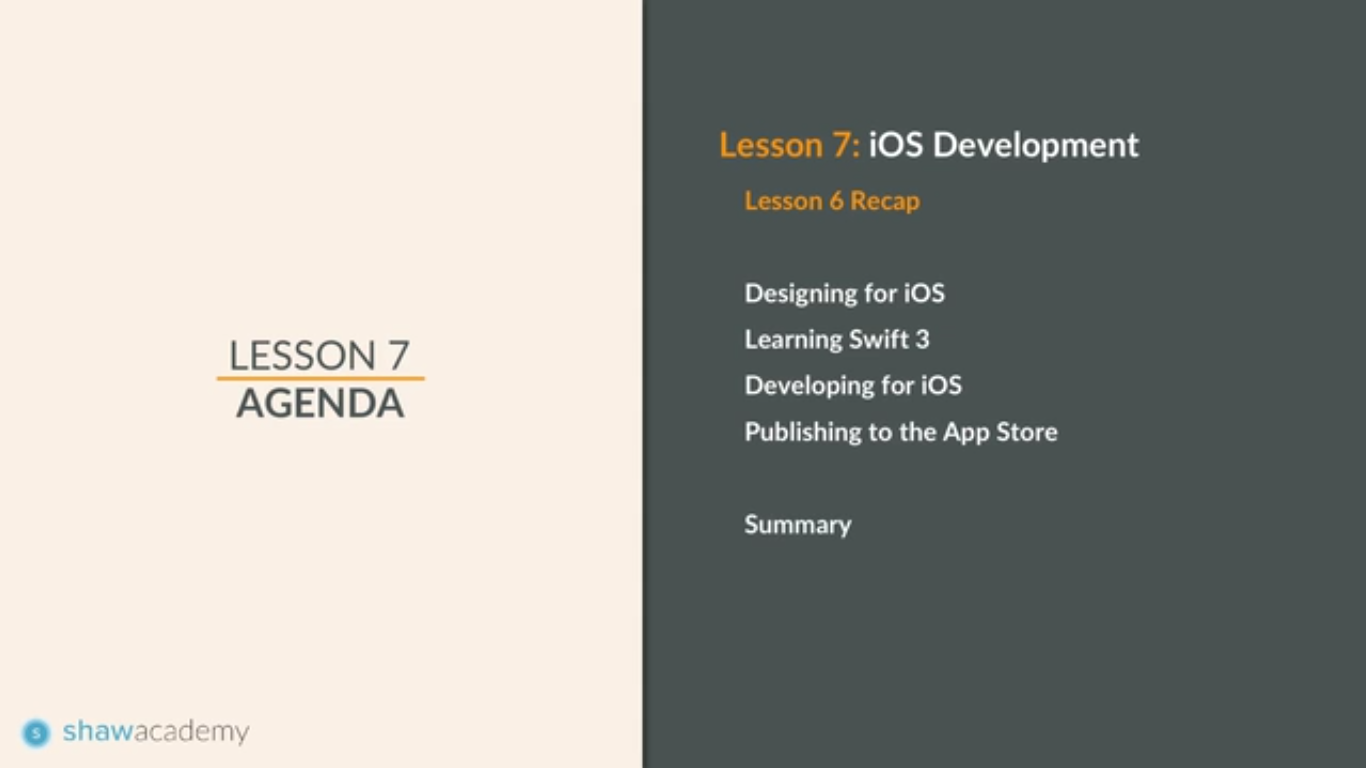 LESSON 7
AGENDA
Lesson 7: iOS Development
Lesson 6 Recap
Designing for iOS
Learning Swift 3
Developing for iOS
Publishing to the App Store
Summary
s shawacademy